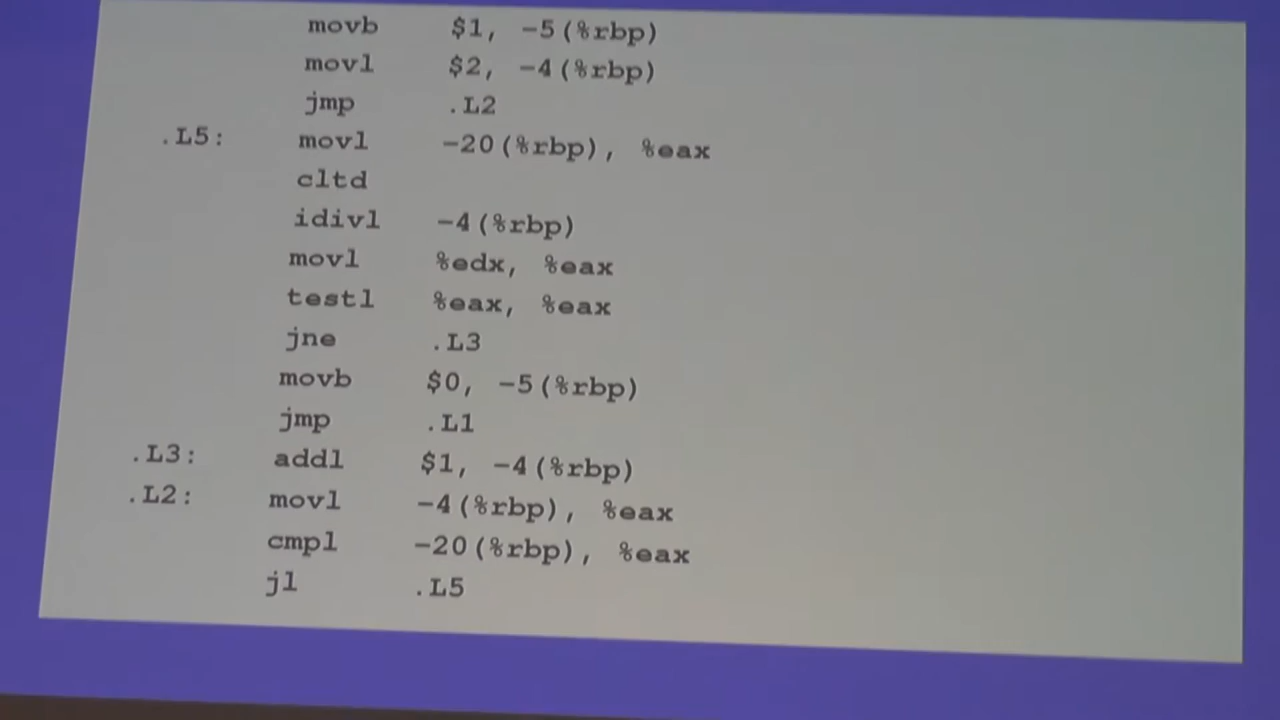 movb $1, -5(%rbp)
movl $2, -4(%rbp)
jmp .L2
.L5: movl -20(%rbp), %eax
cltd
idivl -4(%rbp)
movl %edx, %eax
testl %eax, %eax
jne .L3
movb $0, -5(%rbp)
jmp .L1
.L3: addl $1, -4(%rbp)
.L2: movl -4(%rbp), %eax
cmpl -20(%rbp), %eax
jl .L5